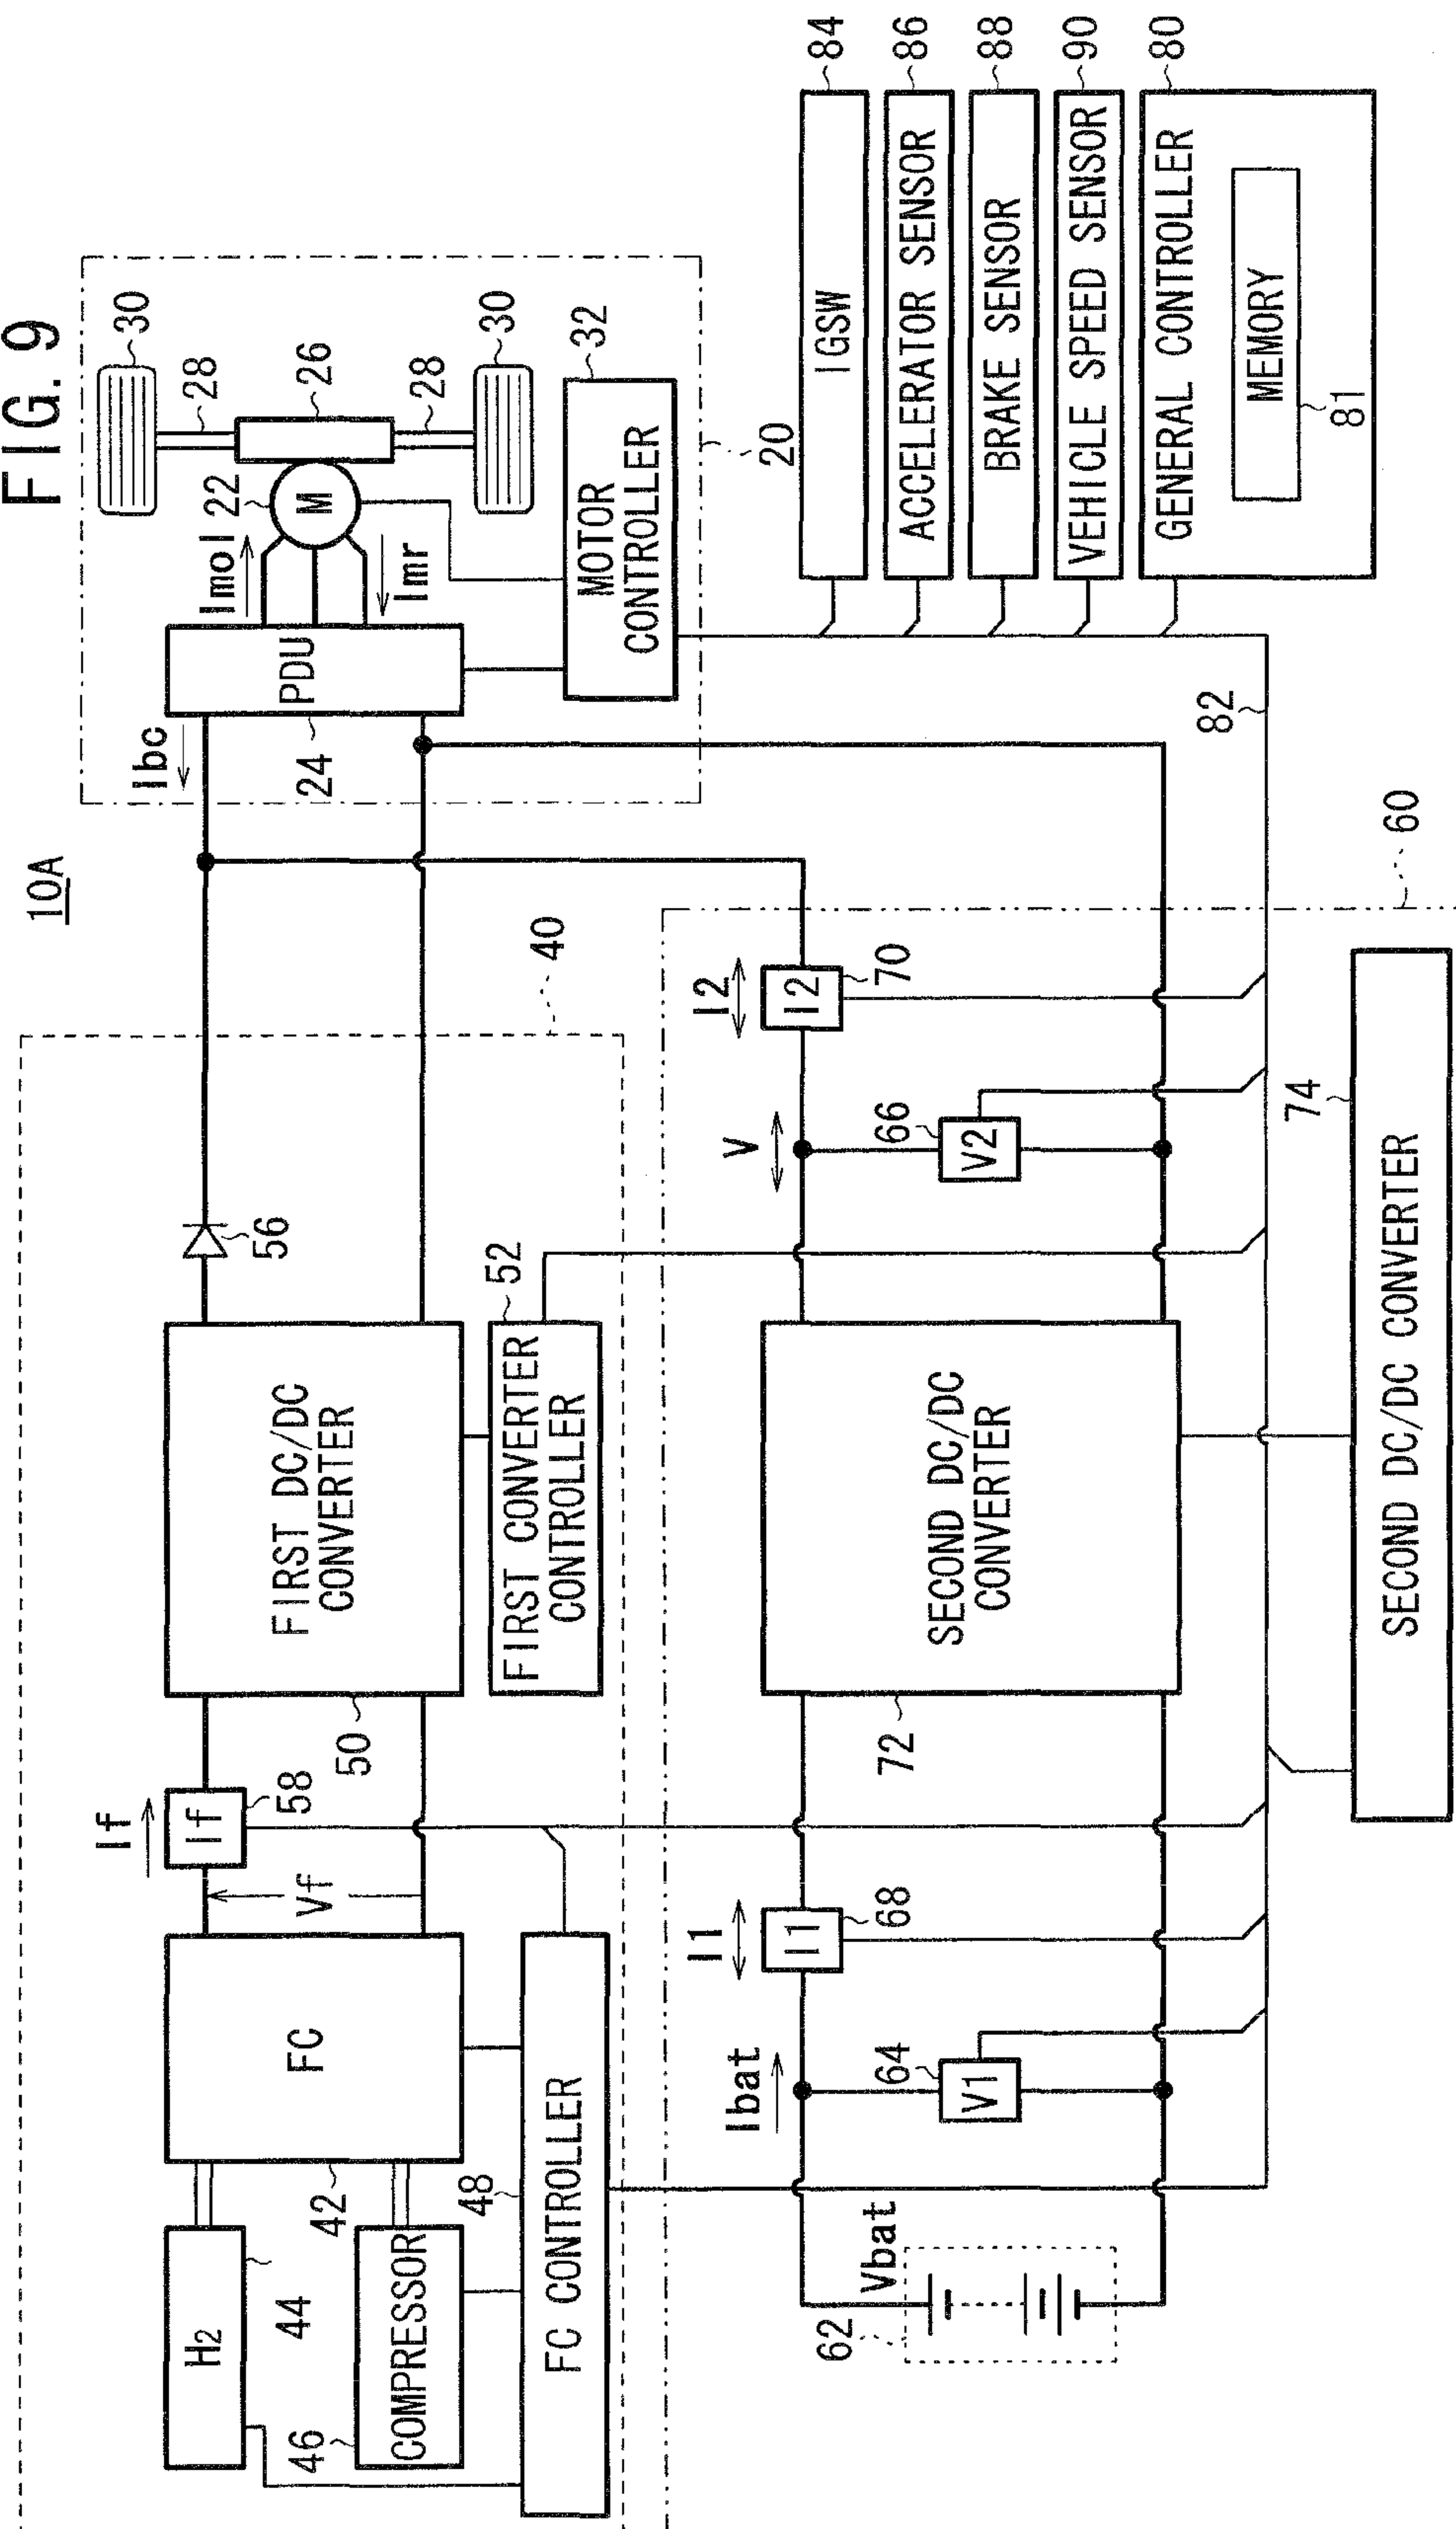 FIG. 9
10A
30
28
26
28
30
22
M
Imol
Imr
32
MOTOR
CONTROLLER
20
PDU
24
Ibc
40
56
FIRST DC/DC
CONVERTER
50
52
FIRST CONVERTER
CONTROLLER
If
If
58
Vf
FC
42
H2
44
COMPRESSOR
46
48
FC CONTROLLER
60
I2
I2
70
V
66
V2
SECOND DC/DC
CONVERTER
72
I1
I1
68
Ibat
64
V1
Vbat
62
74
SECOND DC/DC CONVERTER
82
84
IGSW
86
ACCELERATOR SENSOR
88
BRAKE SENSOR
90
VEHICLE SPEED SENSOR
80
GENERAL CONTROLLER
MEMORY
81